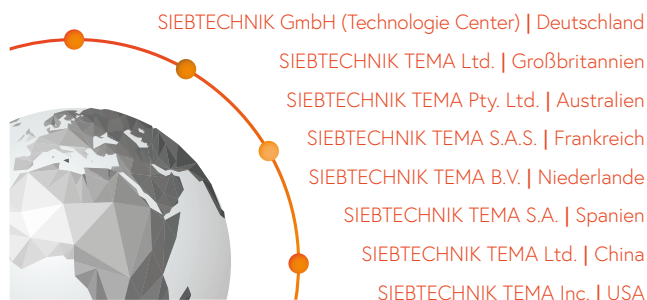 SIEBTECHNIK GmbH (Technologie Center) | Deutschland
SIEBTECHNIK TEMA Ltd. | Großbritannien
SIEBTECHNIK TEMA Pty. Ltd. | Australien
SIEBTECHNIK TEMA S.A.S. | Frankreich
SIEBTECHNIK TEMA B.V. | Niederlande
SIEBTECHNIK TEMA S.A. | Spanien
SIEBTECHNIK TEMA Ltd. | China
SIEBTECHNIK TEMA Inc. | USA